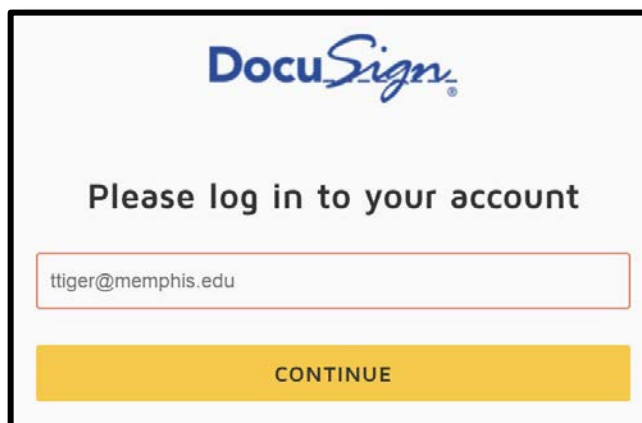 DocuSign®
Please log in to your account
ttiger@memphis.edu
CONTINUE